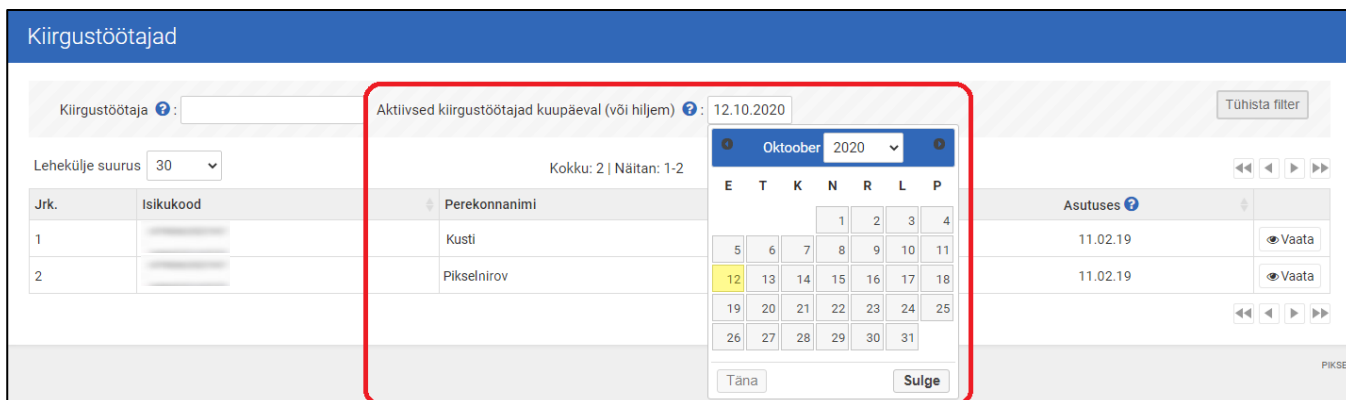 Kiirgustöötajad
Kiirgustöötaja ? : Aktiivsed kiirgustöötajad kuupäeval (või hiljem) ? : 12.10.2020 Tühista filter
Lehekülje suurus 30 Kokku: 2 | Näitan: 1-2
Oktoober 2020
E T K N R L P
1 2 3 4
5 6 7 8 9 10 11
12 13 14 15 16 17 18
19 20 21 22 23 24 25
26 27 28 29 30 31
Täna Sulge
Jrk. Isikukood Perekonnanimi Asutuses ?
1 Kusti 11.02.19 Vaata
2 Pikselnirov 11.02.19 Vaata
PIKSE